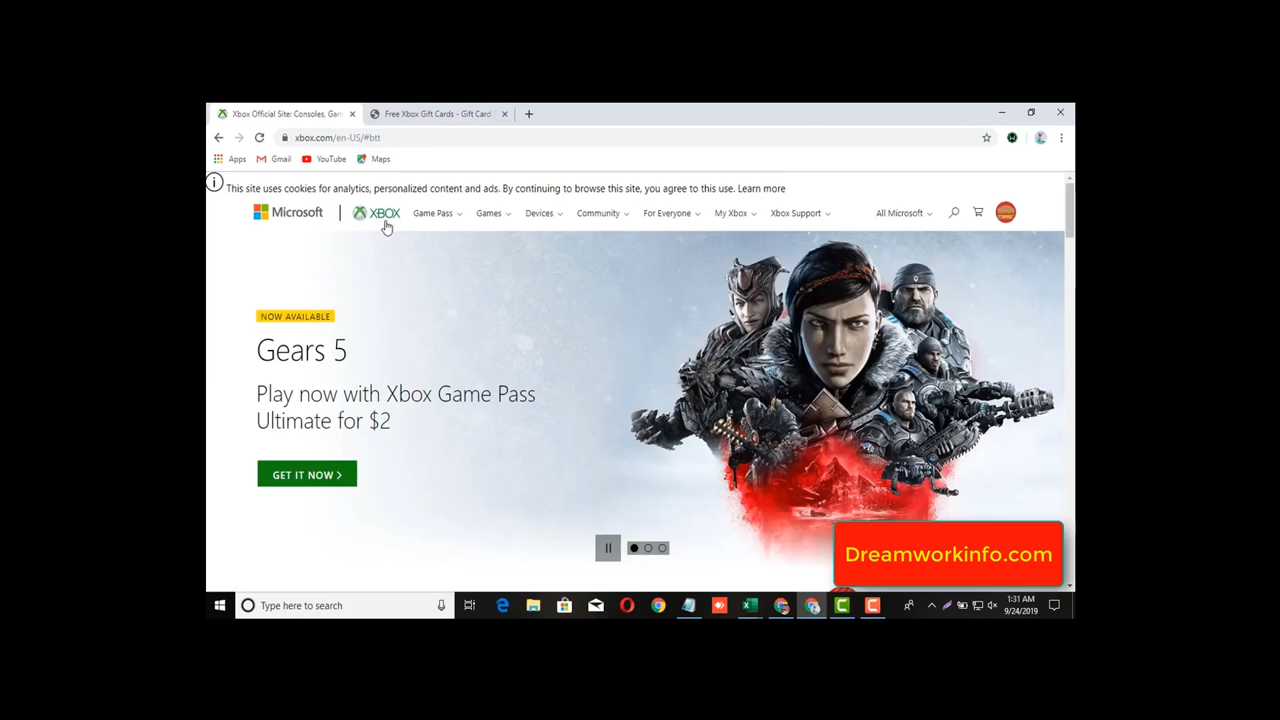 Xbox Official Site: Consoles, Gam
Free Xbox Gift Cards - Gift Card
xbox.com/en-US/#btt
Apps Gmail YouTube Maps
This site uses cookies for analytics, personalized content and ads. By continuing to browse this site, you agree to this use. Learn more
Microsoft XBOX Game Pass Games Devices Community For Everyone My Xbox Xbox Support All Microsoft
NOW AVAILABLE
Gears 5
Play now with Xbox Game Pass
Ultimate for $2
GET IT NOW >
Dreamworkinfo.com
Type here to search
1:31 AM
9/24/2019